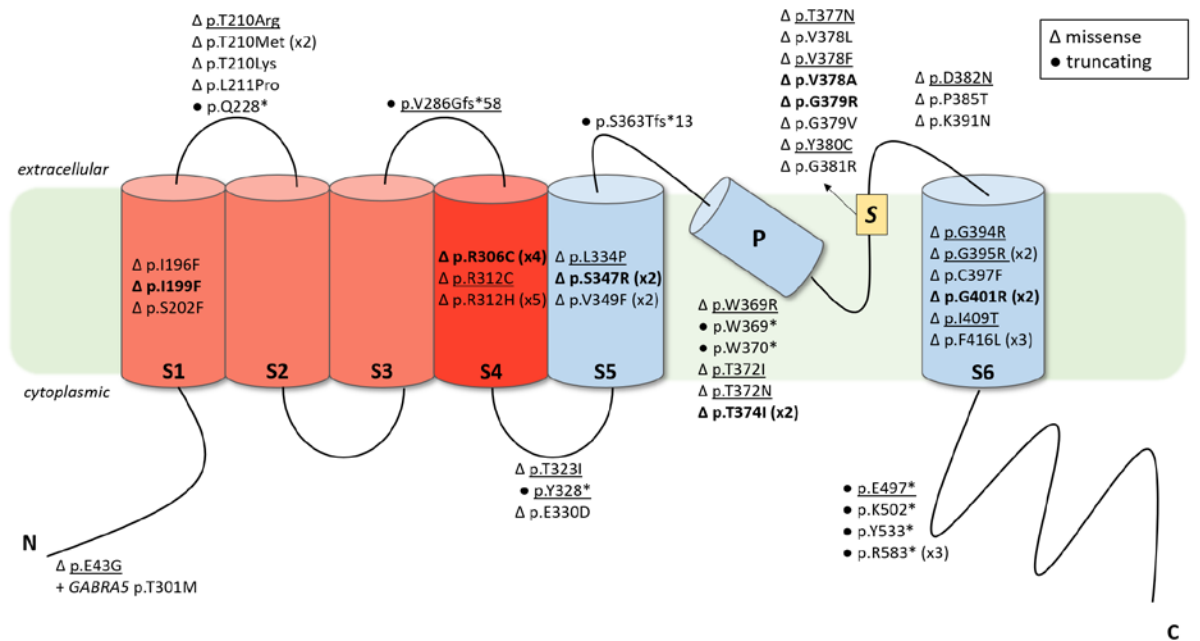 Δ p.T210Arg
Δ p.T210Met (x2)
Δ p.T210Lys
Δ p.L211Pro
● p.Q228*
● p.V286Gfs*58
● p.S363Tfs*13
Δ p.T377N
Δ p.V378L
Δ p.V378F
Δ p.V378A
Δ p.G379R
Δ p.G379V
Δ p.Y380C
Δ p.G381R
Δ p.D382N
Δ p.P385T
Δ p.K391N
Δ missense
● truncating
extracellular
cytoplasmic
Δ p.I196F
Δ p.I199F
Δ p.S202F
S1
S2
S3
Δ p.R306C (x4)
Δ p.R312C
Δ p.R312H (x5)
S4
Δ p.L334P
Δ p.S347R (x2)
Δ p.V349F (x2)
S5
P
S
Δ p.W369R
● p.W369*
● p.W370*
Δ p.T372I
Δ p.T372N
Δ p.T374I (x2)
Δ p.G394R
Δ p.G395R (x2)
Δ p.C397F
Δ p.G401R (x2)
Δ p.I409T
Δ p.F416L (x3)
S6
Δ p.T323I
● p.Y328*
Δ p.E330D
● p.E497*
● p.K502*
● p.Y533*
● p.R583* (x3)
N
Δ p.E43G
+ GABRA5 p.T301M
C